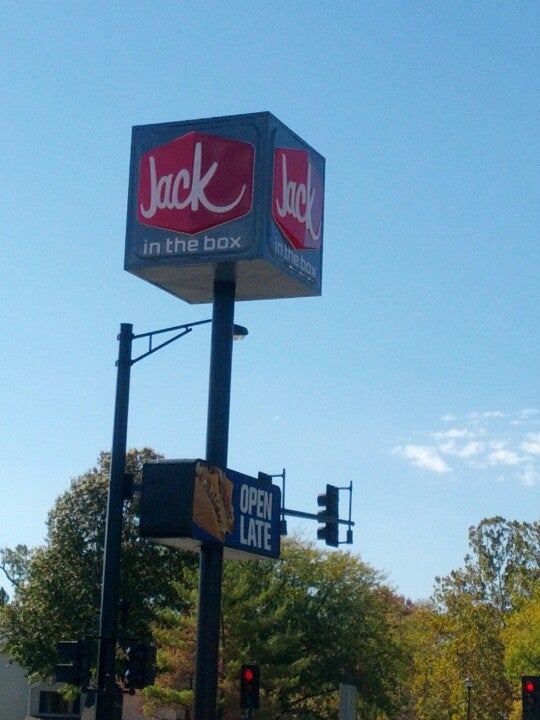 Jack
in the box
Jack
in the box
OPEN
LATE